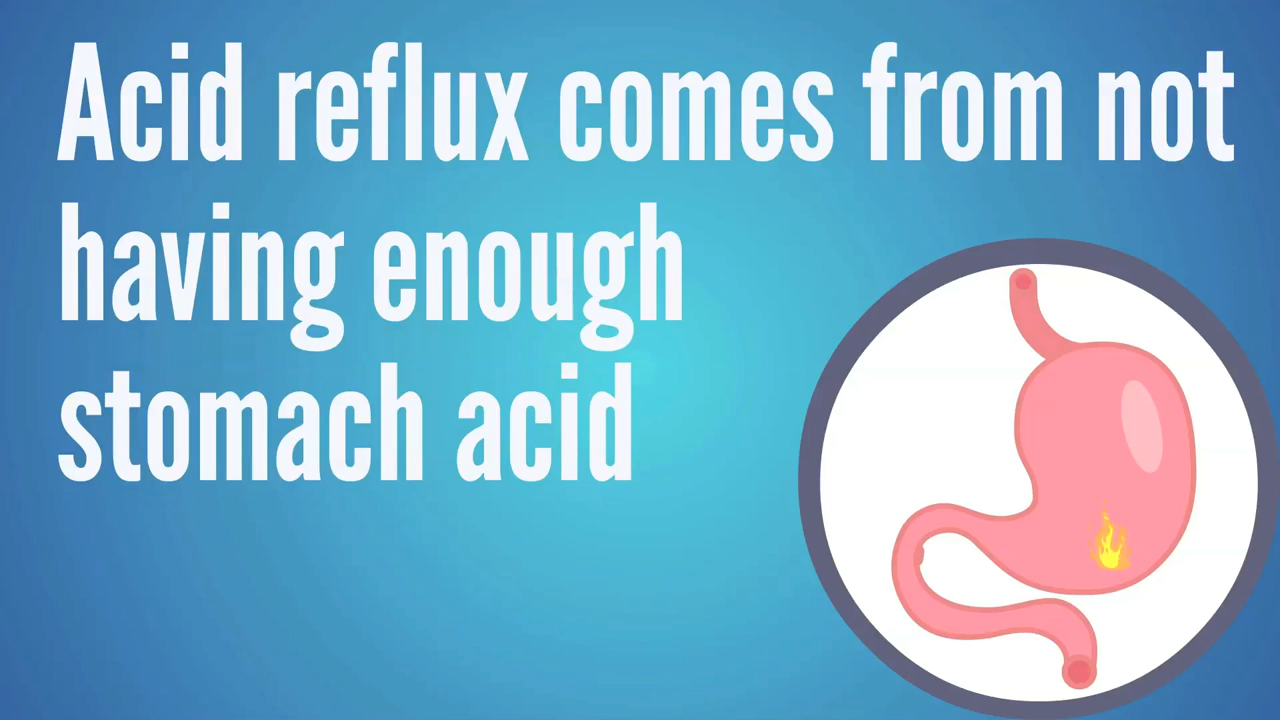 Acid reflux comes from not
having enough
stomach acid